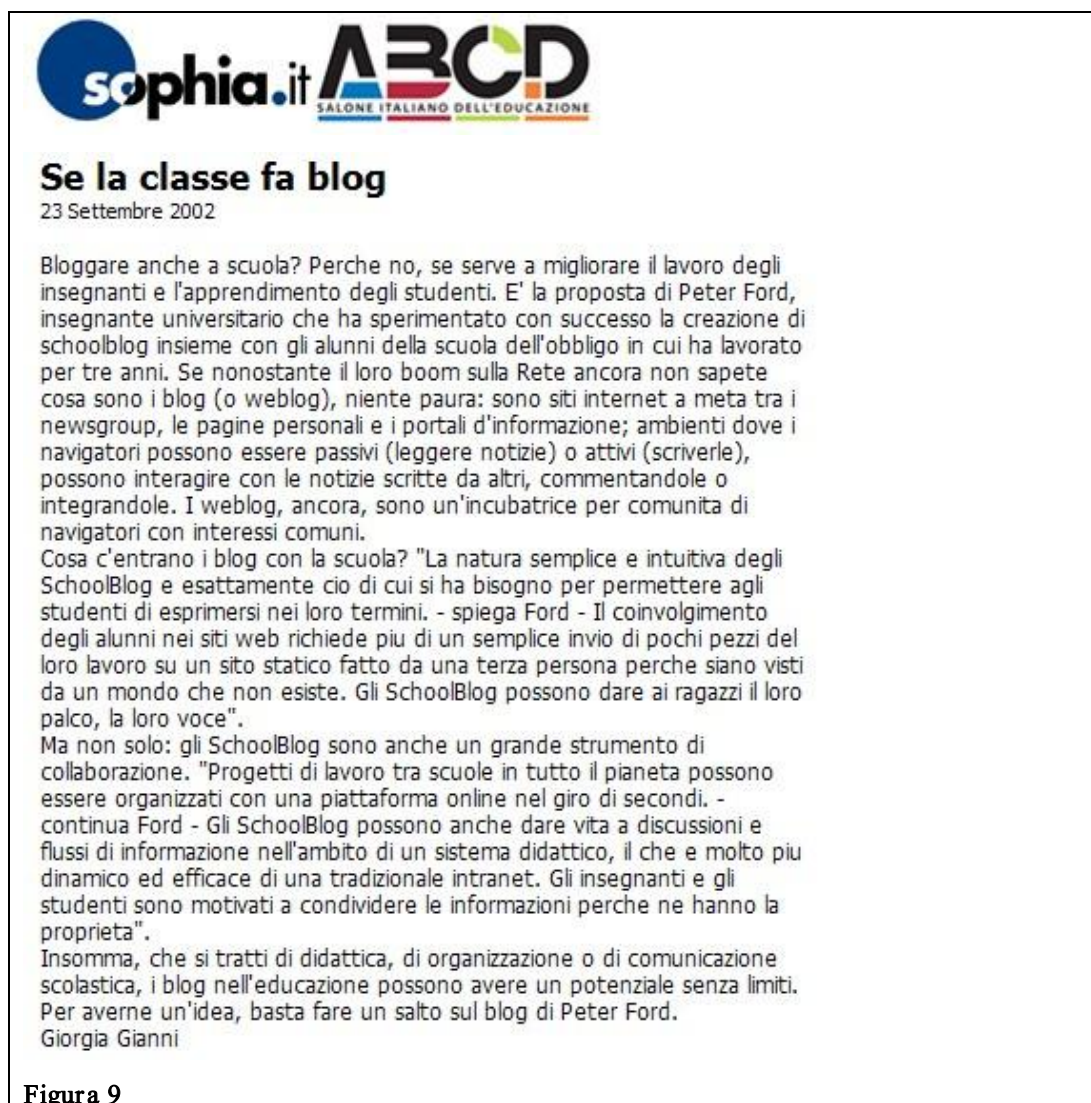 sophia.it ABCD
SALONE ITALIANO DELL'EDUCAZIONE
Se la classe fa blog
23 Settembre 2002
Bloggare anche a scuola? Perche no, se serve a migliorare il lavoro degli
insegnanti e l'apprendimento degli studenti. E' la proposta di Peter Ford,
insegnante universitario che ha sperimentato con successo la creazione di
schoolblog insieme con gli alunni della scuola dell'obbligo in cui ha lavorato
per tre anni. Se nonostante il loro boom sulla Rete ancora non sapete
cosa sono i blog (o weblog), niente paura: sono siti internet a meta tra i
newsgroup, le pagine personali e i portali d'informazione; ambienti dove i
navigatori possono essere passivi (leggere notizie) o attivi (scriverle),
possono interagire con le notizie scritte da altri, commentandole o
integrandole. I weblog, ancora, sono un'incubatrice per comunita di
navigatori con interessi comuni.
Cosa c'entrano i blog con la scuola? "La natura semplice e intuitiva degli
SchoolBlog e esattamente cio di cui si ha bisogno per permettere agli
studenti di esprimersi nei loro termini. - spiega Ford - Il coinvolgimento
degli alunni nei siti web richiede piu di un semplice invio di pochi pezzi del
loro lavoro su un sito statico fatto da una terza persona perche siano visti
da un mondo che non esiste. Gli SchoolBlog possono dare ai ragazzi il loro
palco, la loro voce".
Ma non solo: gli SchoolBlog sono anche un grande strumento di
collaborazione. "Progetti di lavoro tra scuole in tutto il pianeta possono
essere organizzati con una piattaforma online nel giro di secondi. -
continua Ford - Gli SchoolBlog possono anche dare vita a discussioni e
flussi di informazione nell'ambito di un sistema didattico, il che e molto piu
dinamico ed efficace di una tradizionale intranet. Gli insegnanti e gli
studenti sono motivati a condividere le informazioni perche ne hanno la
proprieta".
Insomma, che si tratti di didattica, di organizzazione o di comunicazione
scolastica, i blog nell'educazione possono avere un potenziale senza limiti.
Per averne un'idea, basta fare un salto sul blog di Peter Ford.
Giorgia Gianni
Figura 9